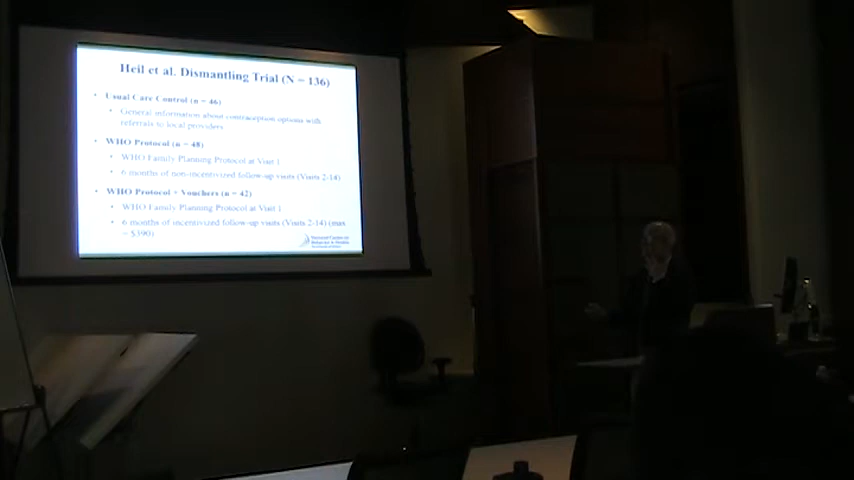 Heil et al. Dismantling Trial (N = 136)
• Usual Care Control (n = 46)
• General information about contraception options with
referrals to local providers
• WHO Protocol (n = 48)
• WHO Family Planning Protocol at Visit 1
• 6 months of non-incentivized follow-up visits (Visits 2-14)
• WHO Protocol + Vouchers (n = 42)
• WHO Family Planning Protocol at Visit 1
• 6 months of incentivized follow-up visits (Visits 2-14) (max
= $390)